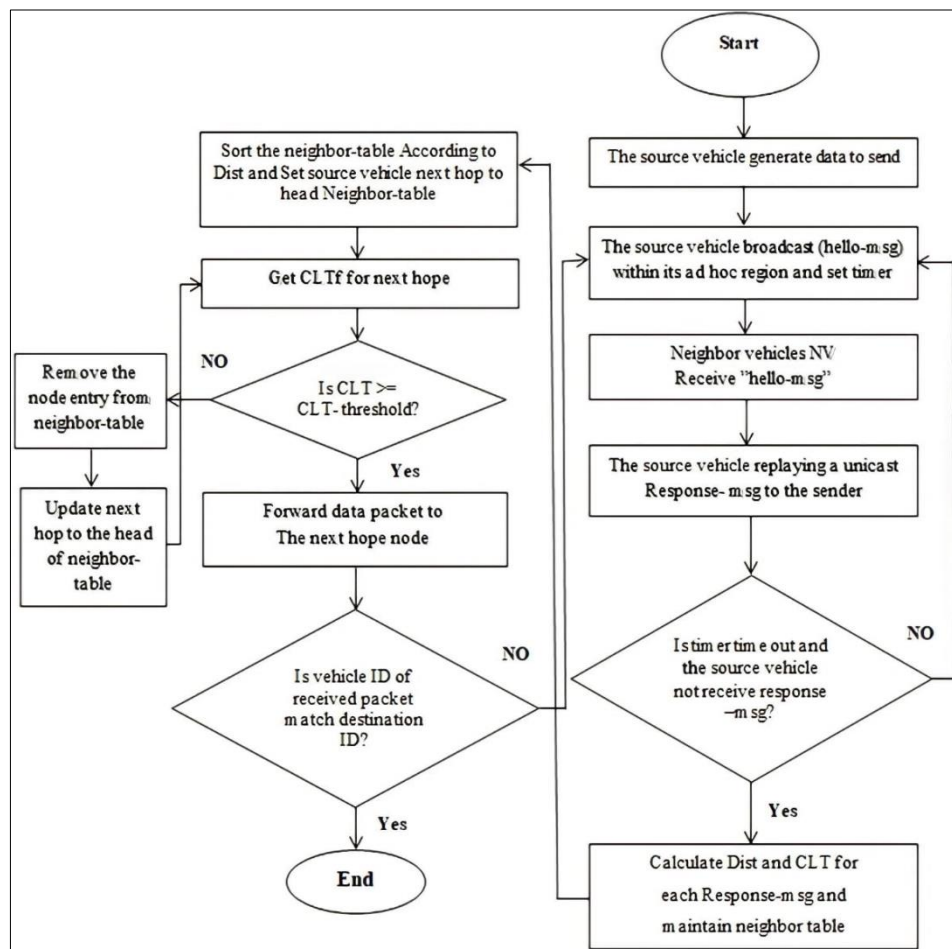 Start
The source vehicle generate data to send
The source vehicle broadcast (hello-msg)
within its ad hoc region and set timer
Neighbor vehicles NV
Receive "hello-msg"
The source vehicle replaying a unicast
Response-msg to the sender
Is timer time out and
the source vehicle
not receive response
–msg?
NO
Yes
Calculate Dist and CLT for
each Response-msg and
maintain neighbor table
Sort the neighbor-table According to
Dist and Set source vehicle next hop to
head Neighbor-table
Get CLTf for next hope
Is CLT >=
CLT-threshold?
NO
Remove the
node entry from
neighbor-table
Update next
hop to the head
of neighbor-
table
Yes
Forward data packet to
The next hope node
Is vehicle ID of
received packet
match destination
ID?
NO
Yes
End